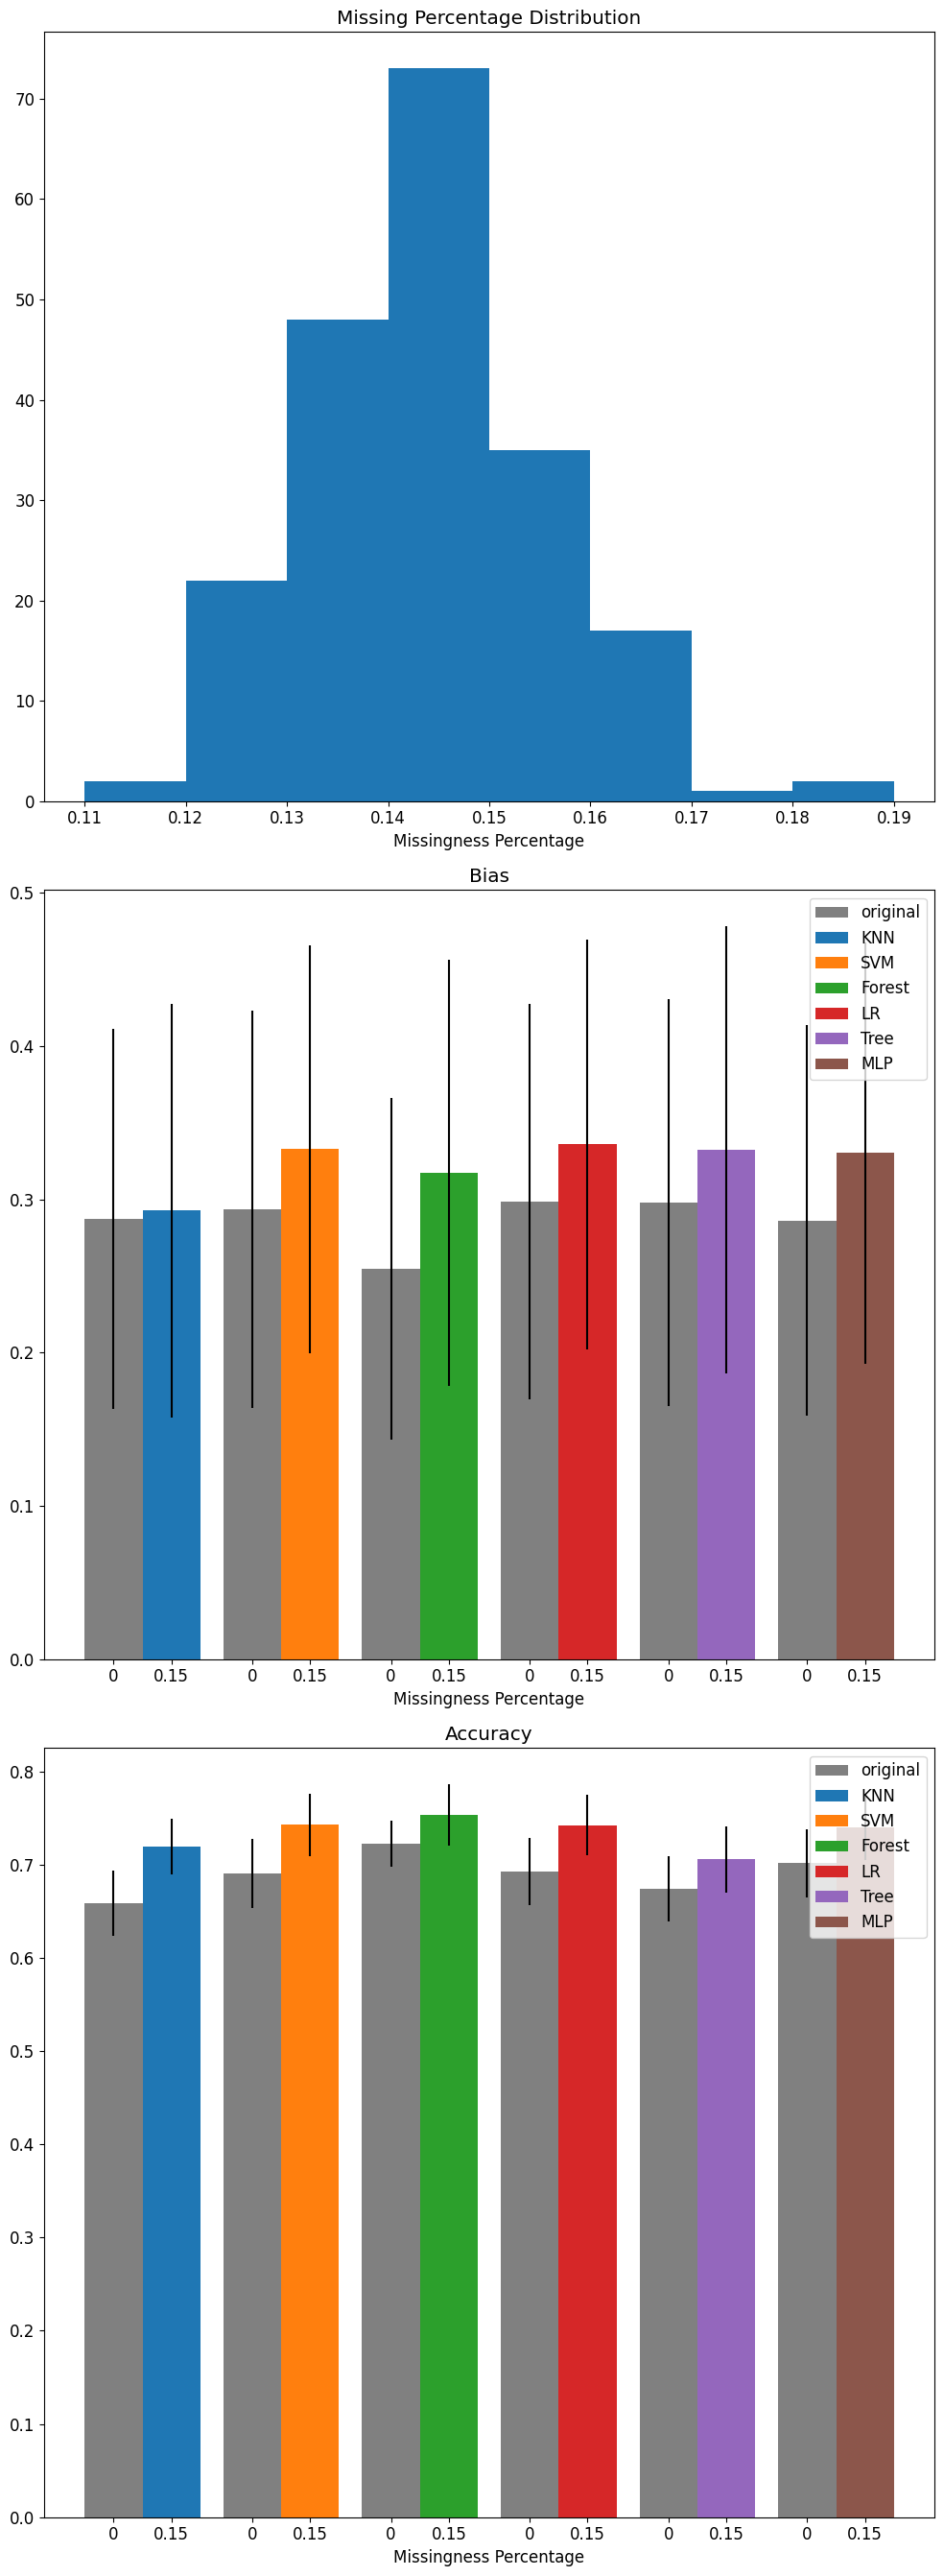 Missing Percentage Distribution
70
60
50
40
30
20
10
0
0.11 0.12 0.13 0.14 0.15 0.16 0.17 0.18 0.19
Missingness Percentage
Bias
0.5
0.4
0.3
0.2
0.1
0.0
original
KNN
SVM
Forest
LR
Tree
MLP
0 0.15 0 0.15 0 0.15 0 0.15 0 0.15 0 0.15
Missingness Percentage
Accuracy
0.8
0.7
0.6
0.5
0.4
0.3
0.2
0.1
0.0
original
KNN
SVM
Forest
LR
Tree
MLP
0 0.15 0 0.15 0 0.15 0 0.15 0 0.15 0 0.15
Missingness Percentage